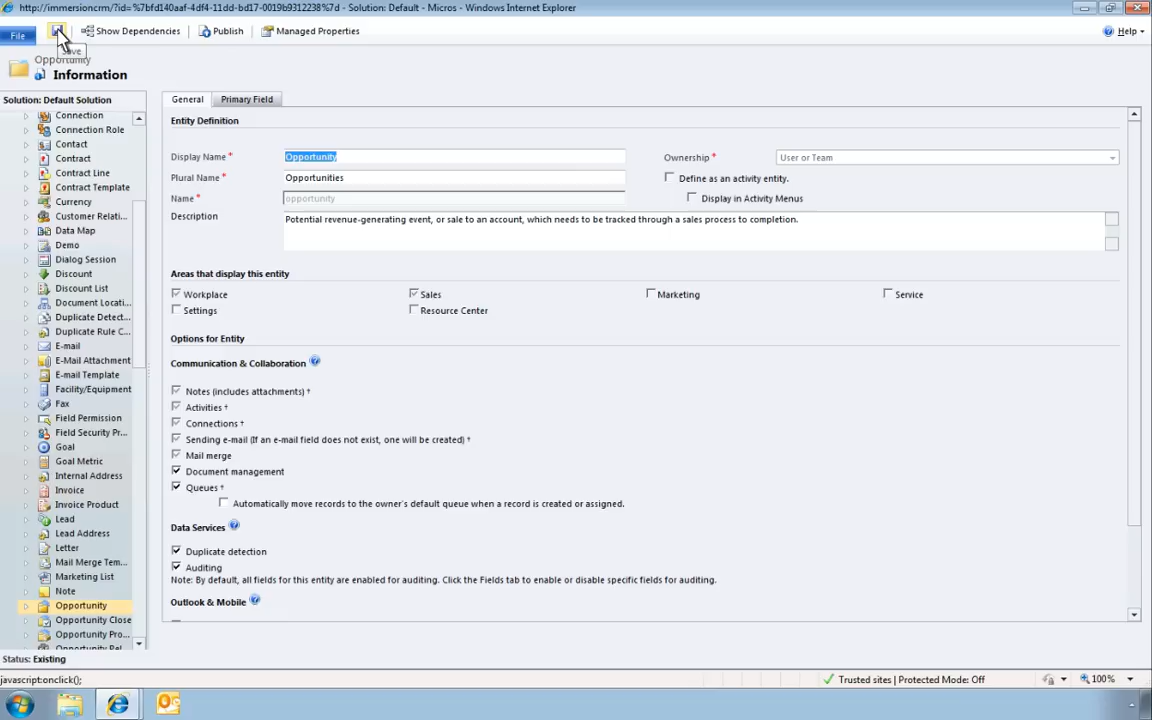 http://immersioncrm/?id=%7bfd140aaf-4df4-11dd-bd17-0019b9312238%7d - Solution: Default - Micros - Windows Internet Explorer
File
Show Dependencies
Publish
Managed Properties
Help
Save
Opportunity
Information
Solution: Default Solution
Connection
Connection Role
Contact
Contract
Contract Line
Contract Template
Currency
Customer Relati...
Data Map
Demo
Dialog Session
Discount
Discount List
Document Locati...
Duplicate Detect...
Duplicate Rule C...
E-mail
E-Mail Attachment
E-mail Template
Facility/Equipment
Fax
Field Permission
Field Security Pr...
Goal
Goal Metric
Internal Address
Invoice
Invoice Product
Lead
Lead Address
Letter
Mail Merge Tem...
Marketing List
Note
Opportunity
Opportunity Close
Opportunity Pro...
Opportunity Rel...
General
Primary Field
Entity Definition
Display Name *
Opportunity
Ownership *
User or Team
Plural Name *
Opportunities
Define as an activity entity.
Name *
opportunity
Display in Activity Menus
Description
Potential revenue-generating event, or sale to an account, which needs to be tracked through a sales process to completion.
Areas that display this entity
Workplace
Sales
Marketing
Service
Settings
Resource Center
Options for Entity
Communication & Collaboration
Notes (includes attachments) †
Activities †
Connections †
Sending e-mail (If an e-mail field does not exist, one will be created) †
Mail merge
Document management
Queues †
Automatically move records to the owner's default queue when a record is created or assigned.
Data Services
Duplicate detection
Auditing
Note: By default, all fields for this entity are enabled for auditing. Click the Fields tab to enable or disable specific fields for auditing.
Outlook & Mobile
Status: Existing
javascript:onclick();
Trusted sites | Protected Mode: Off
100%